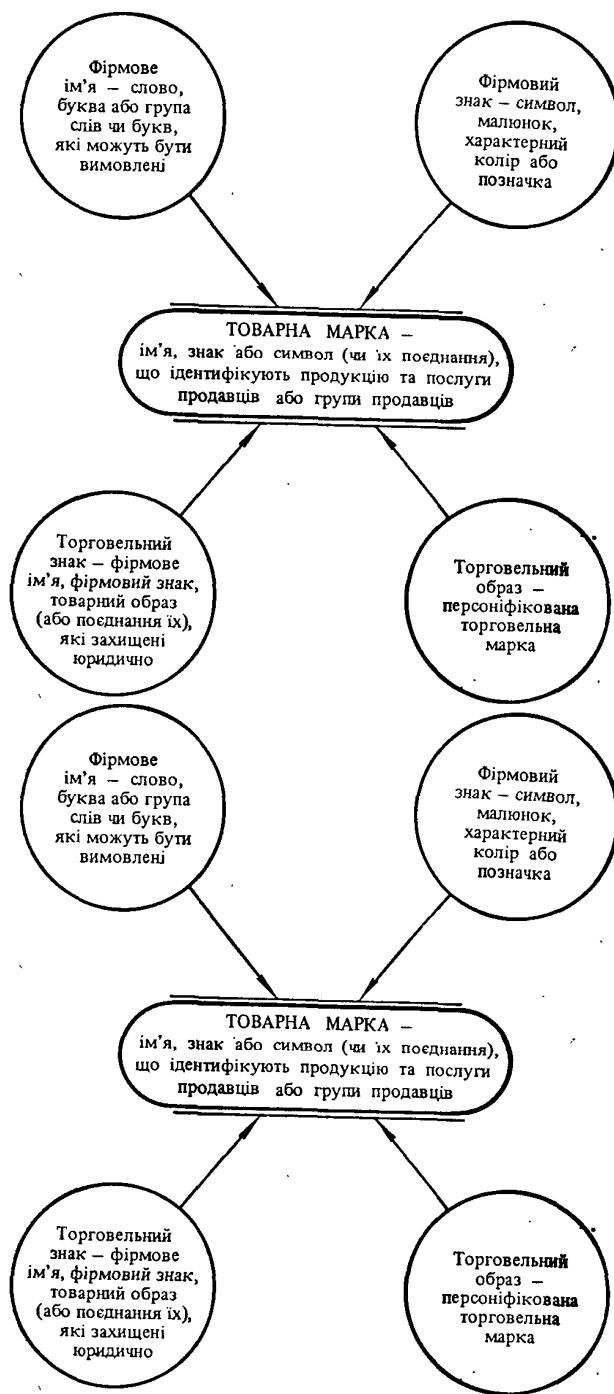 Фірмове
ім'я – слово,
буква або група
слів чи букв,
які можуть бути
вимовлені
Фірмовий
знак – символ,
малюнок,
характерний
колір або
позначка
ТОВАРНА МАРКА –
ім'я, знак або символ (чи їх поєднання),
що ідентифікують продукцію та послуги
продавців або групи продавців
Торговельний
знак – фірмове
ім'я, фірмовий знак,
товарний образ
(або поєднання їх),
які захищені
юридично
Торговельний
образ –
персоніфікована
торговельна
марка
Фірмове
ім'я – слово,
буква або група
слів чи букв,
які можуть бути
вимовлені
Фірмовий
знак – символ,
малюнок,
характерний
колір або
позначка
ТОВАРНА МАРКА –
ім'я, знак або символ (чи їх поєднання),
що ідентифікують продукцію та послуги
продавців або групи продавців
Торговельний
знак – фірмове
ім'я, фірмовий знак,
товарний образ
(або поєднання їх),
які захищені
юридично
Торговельний
образ –
персоніфікована
торговельна
марка